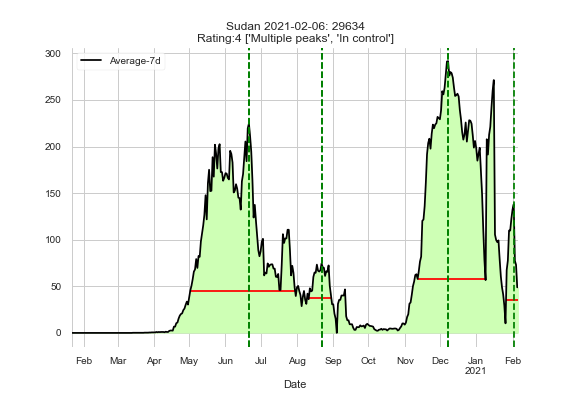 Sudan 2021-02-06: 29634
Rating:4 ['Multiple peaks', 'In control']
Average-7d
300
250
200
150
100
50
0
Feb Mar Apr May Jun Jul Aug Sep Oct Nov Dec Jan Feb
2021
Date